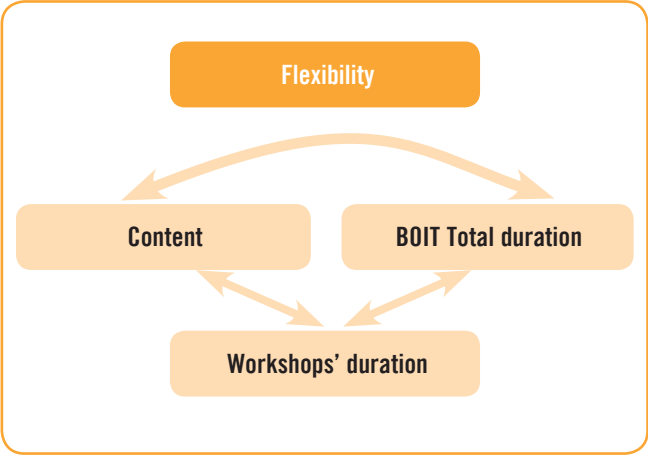 Flexibility
Content
BOIT Total duration
Workshops’ duration